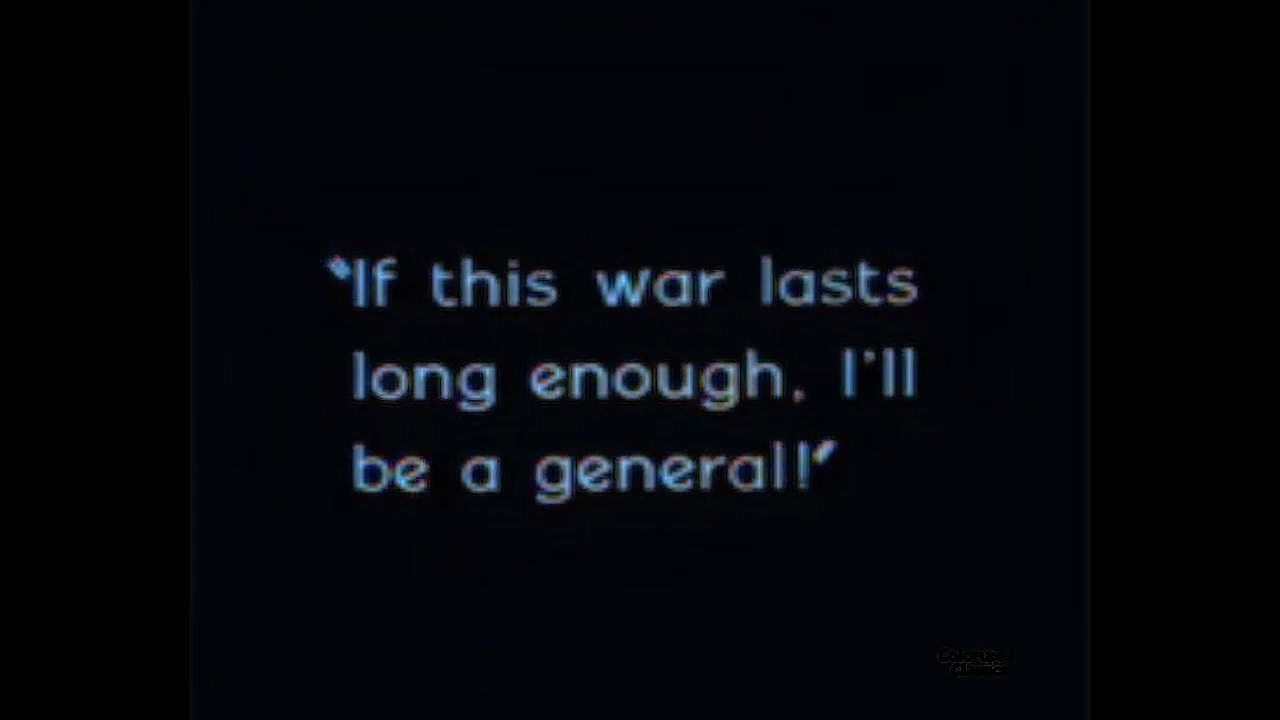 "If this war lasts
long enough, I'll
be a general!"